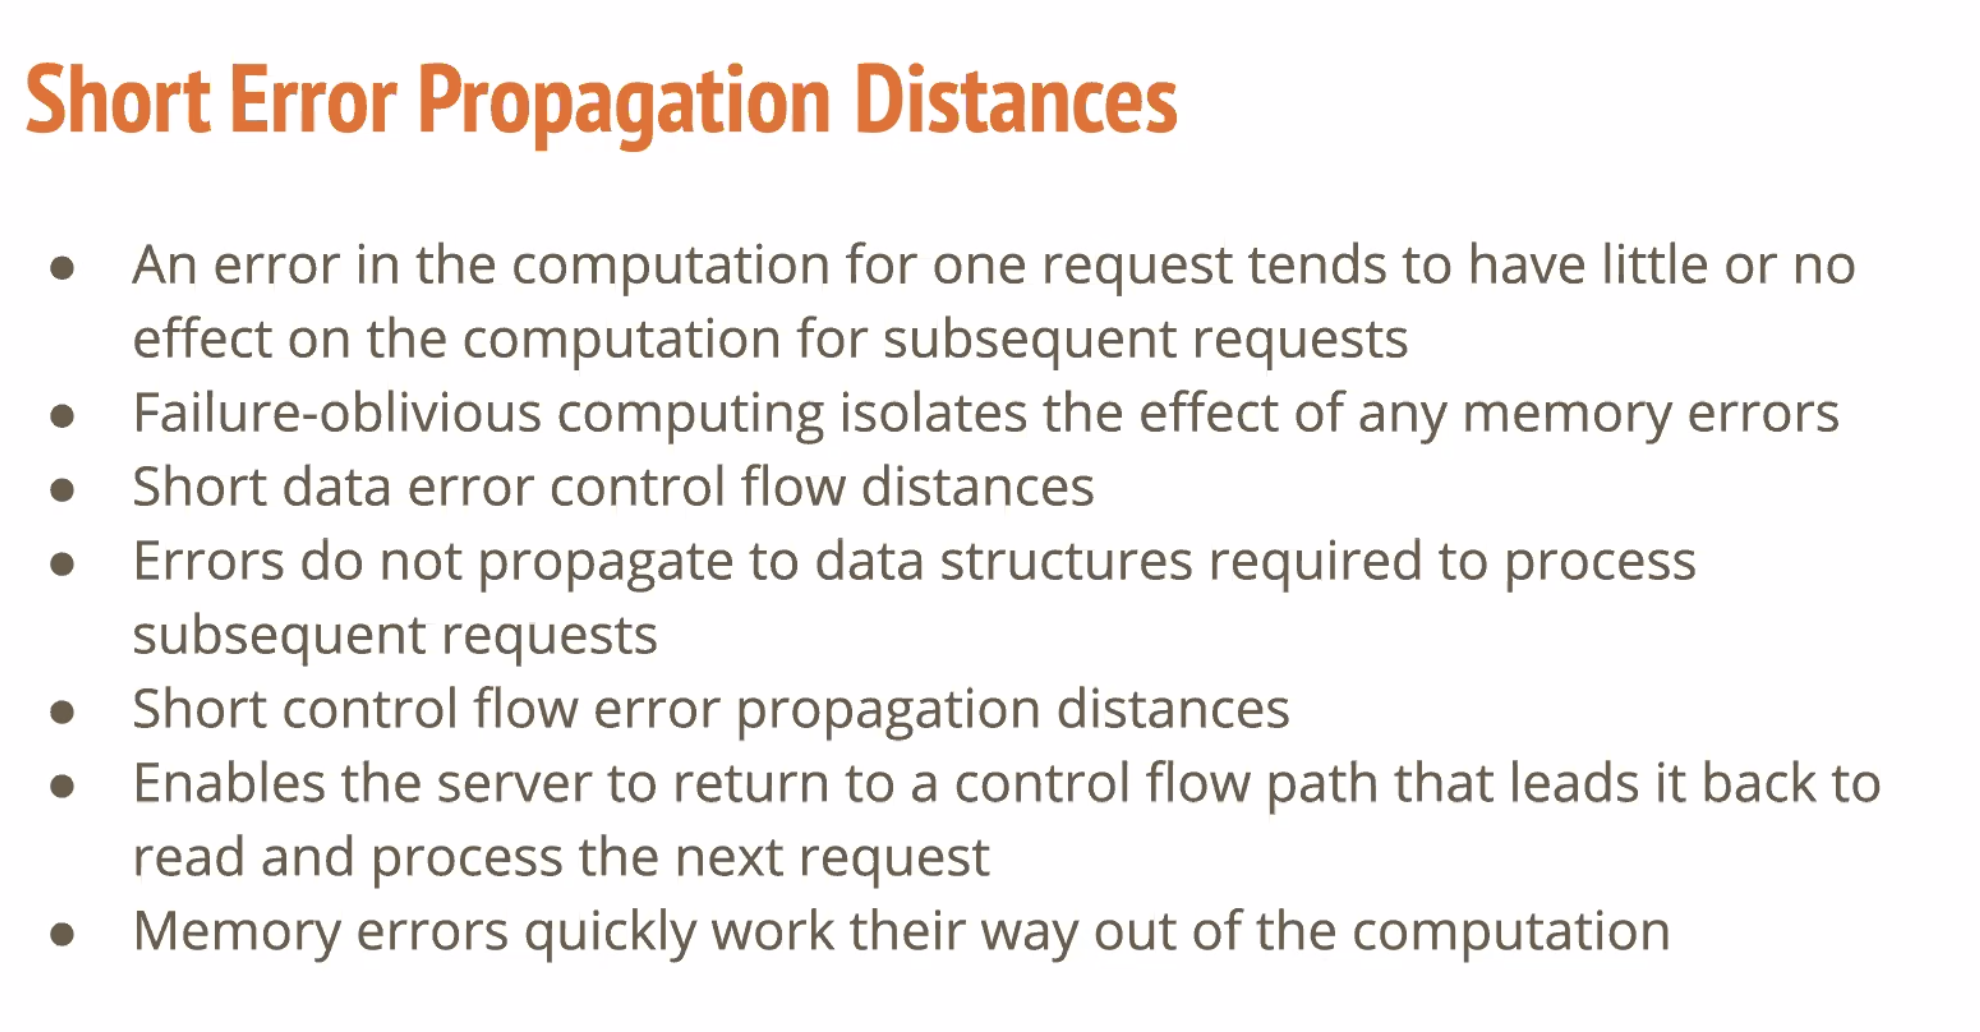 Short Error Propagation Distances
● An error in the computation for one request tends to have little or no
effect on the computation for subsequent requests
● Failure-oblivious computing isolates the effect of any memory errors
● Short data error control flow distances
● Errors do not propagate to data structures required to process
subsequent requests
● Short control flow error propagation distances
● Enables the server to return to a control flow path that leads it back to
read and process the next request
● Memory errors quickly work their way out of the computation